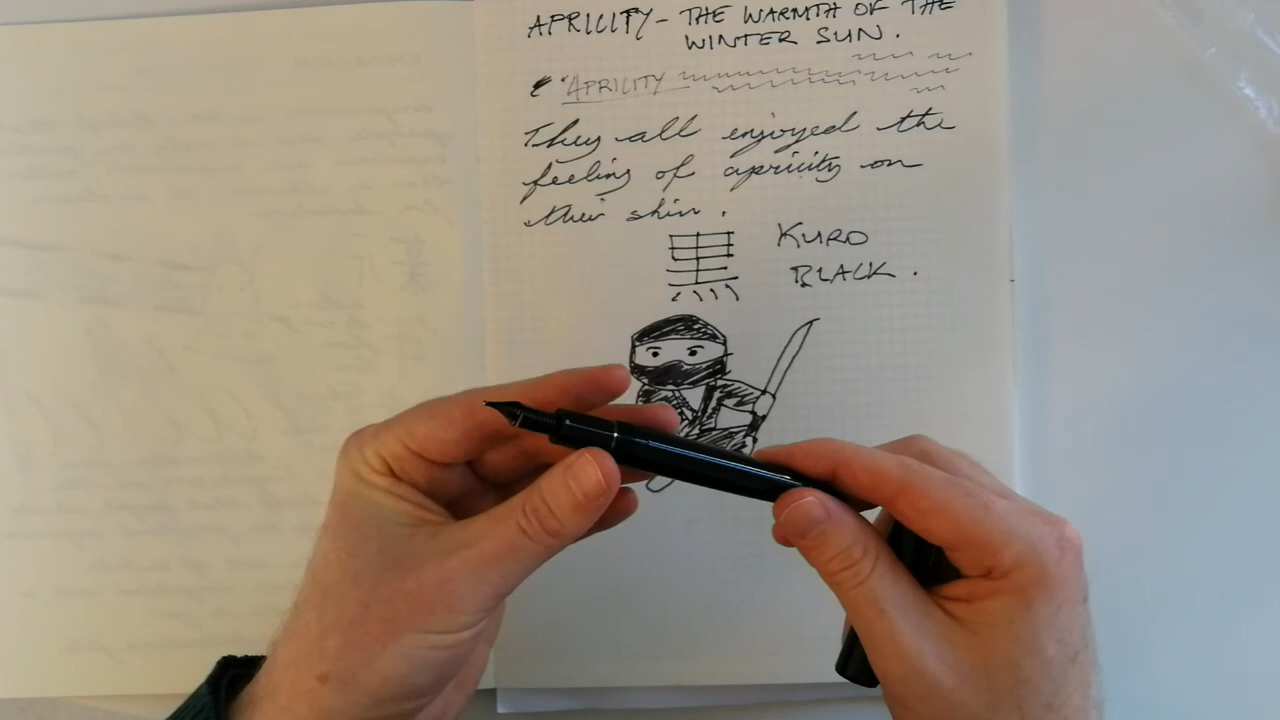 APRICITY - THE WARMTH OF THE
WINTER SUN.
"APRICITY
They all enjoyed the
feeling of apricity on
their skin.
黒 KURO
BLACK.